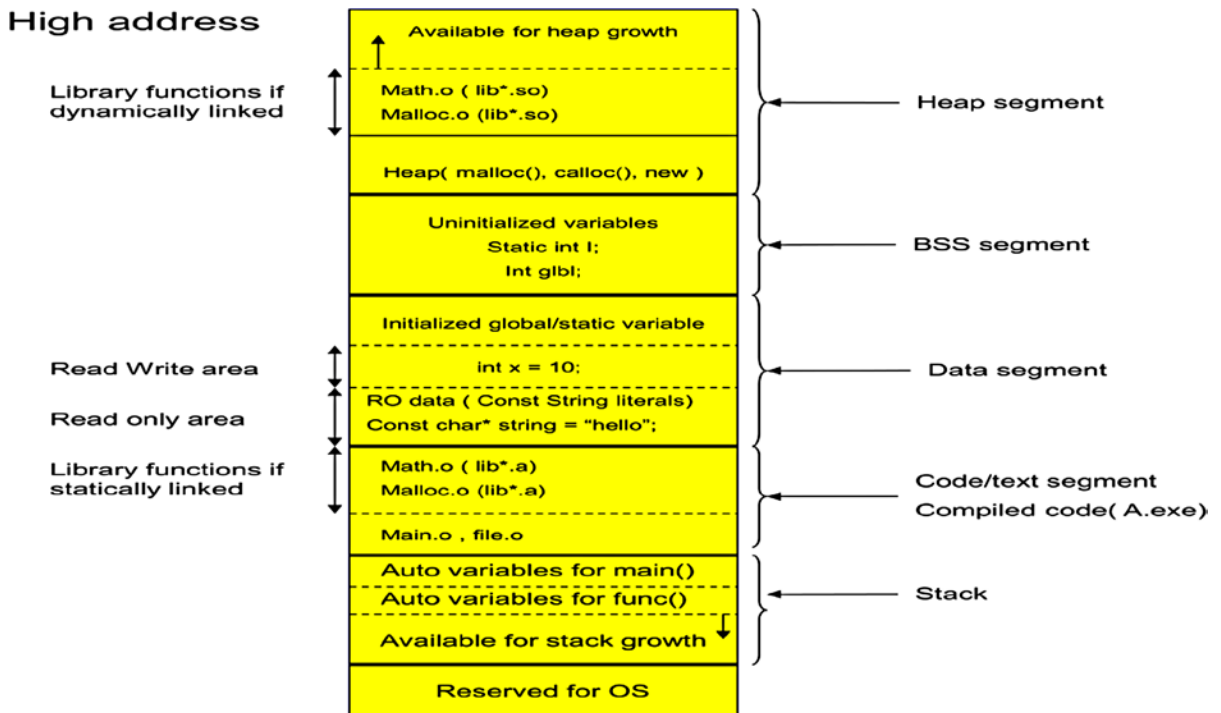 High address
Available for heap growth
Library functions if
dynamically linked
Math.o ( lib*.so)
Malloc.o (lib*.so)
Heap segment
Heap( malloc(), calloc(), new )
Uninitialized variables
Static int I;
Int glbl;
BSS segment
Initialized global/static variable
Read Write area
int x = 10;
Data segment
Read only area
RO data ( Const String literals)
Const char* string = “hello”;
Library functions if
statically linked
Math.o ( lib*.a)
Malloc.o (lib*.a)
Main.o , file.o
Code/text segment
Compiled code( A.exe)
Auto variables for main()
Auto variables for func()
Available for stack growth
Stack
Reserved for OS